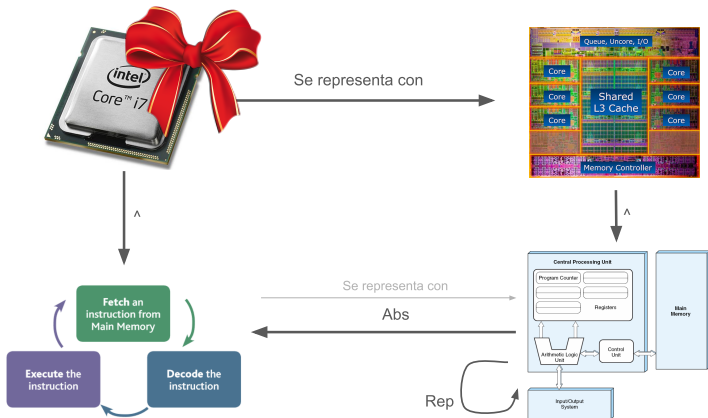 (intel)
Core™ i7
Se representa con
Queue, Uncore, I/O
Core
Core
Core
Core
Core
Core
Shared
L3 Cache
Memory Controller
^
^
Fetch an
instruction from
Main Memory
Execute the
instruction
Decode the
instruction
Se representa con
Abs
Rep
Central Processing Unit
Program Counter
Registers
Arithmetic Logic
Unit
Control
Unit
Main
Memory
Input/Output
System